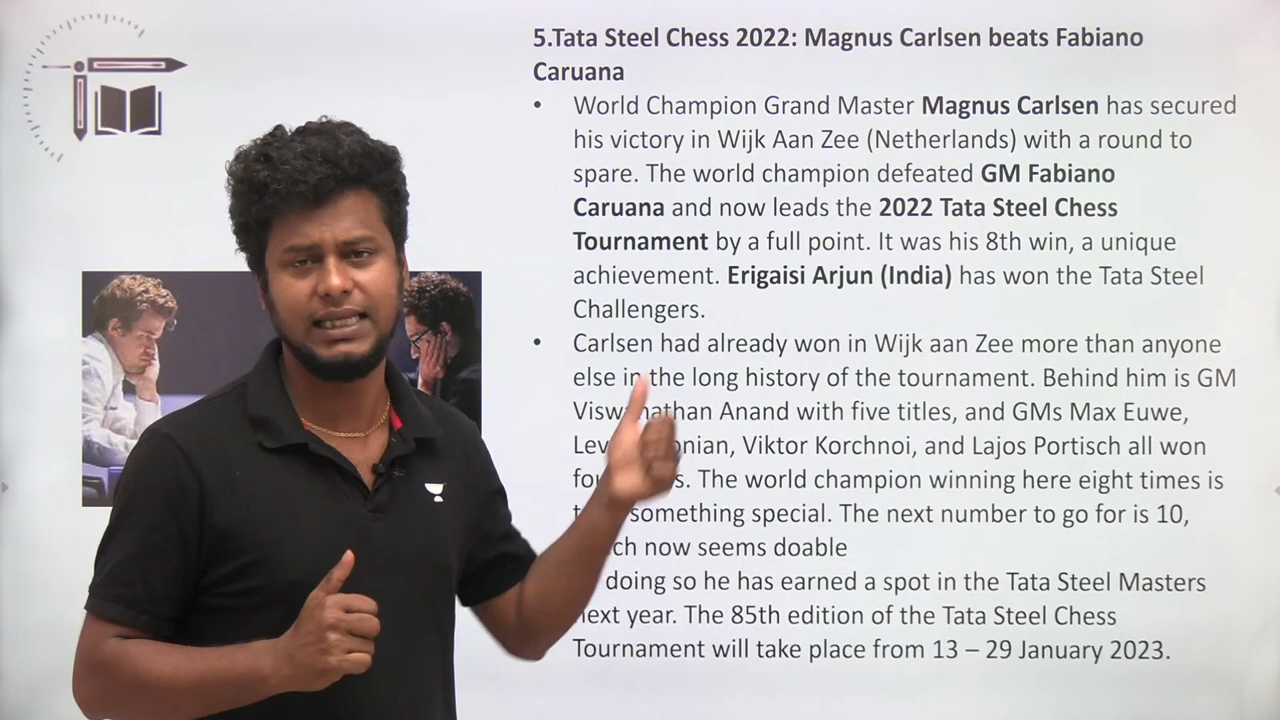 5.Tata Steel Chess 2022: Magnus Carlsen beats Fabiano
Caruana
• World Champion Grand Master Magnus Carlsen has secured
his victory in Wijk Aan Zee (Netherlands) with a round to
spare. The world champion defeated GM Fabiano
Caruana and now leads the 2022 Tata Steel Chess
Tournament by a full point. It was his 8th win, a unique
achievement. Erigaisi Arjun (India) has won the Tata Steel
Challengers.
• Carlsen had already won in Wijk aan Zee more than anyone
else in the long history of the tournament. Behind him is GM
Viswanathan Anand with five titles, and GMs Max Euwe,
Viktor Korchnoi, and Lajos Portisch all won
The world champion winning here eight times is
something special. The next number to go for is 10,
now seems doable
doing so he has earned a spot in the Tata Steel Masters
next year. The 85th edition of the Tata Steel Chess
Tournament will take place from 13 – 29 January 2023.